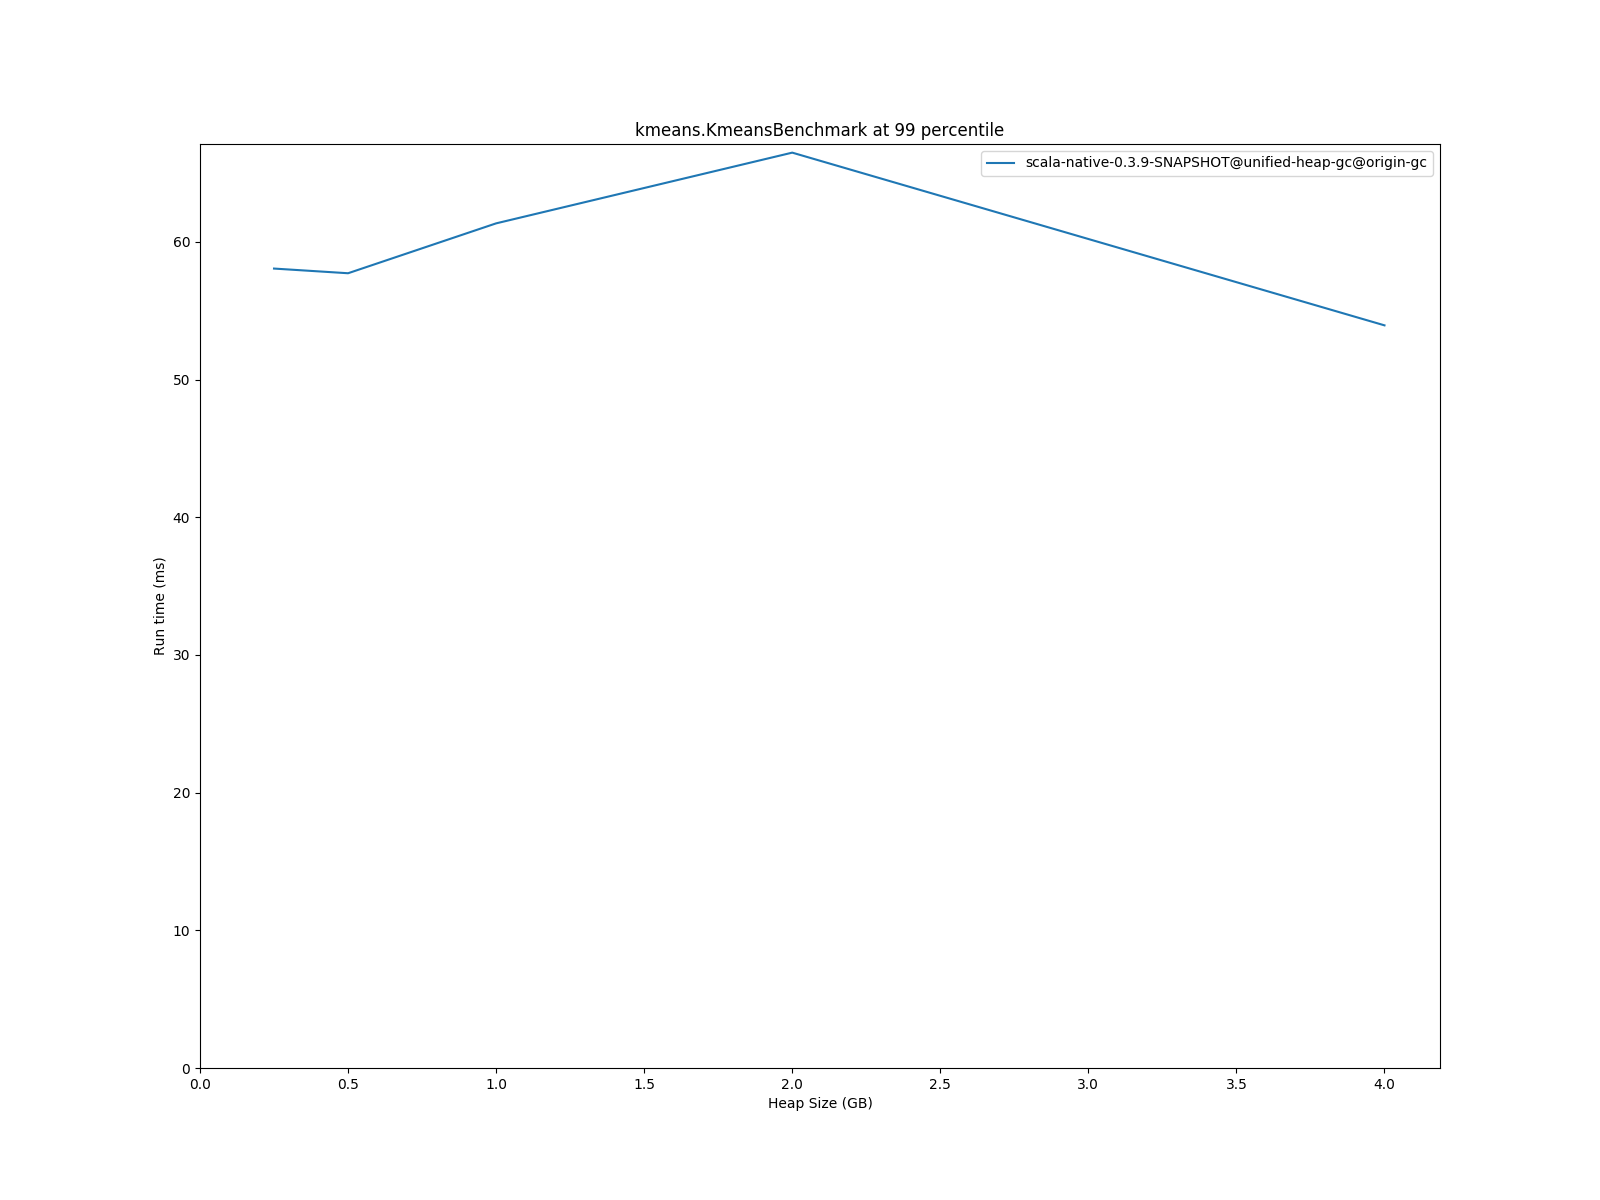 kmeans.KmeansBenchmark at 99 percentile
scala-native-0.3.9-SNAPSHOT@unified-heap-gc@origin-gc
60
50
40
30
20
10
0
Run time (ms)
0.0 0.5 1.0 1.5 2.0 2.5 3.0 3.5 4.0
Heap Size (GB)